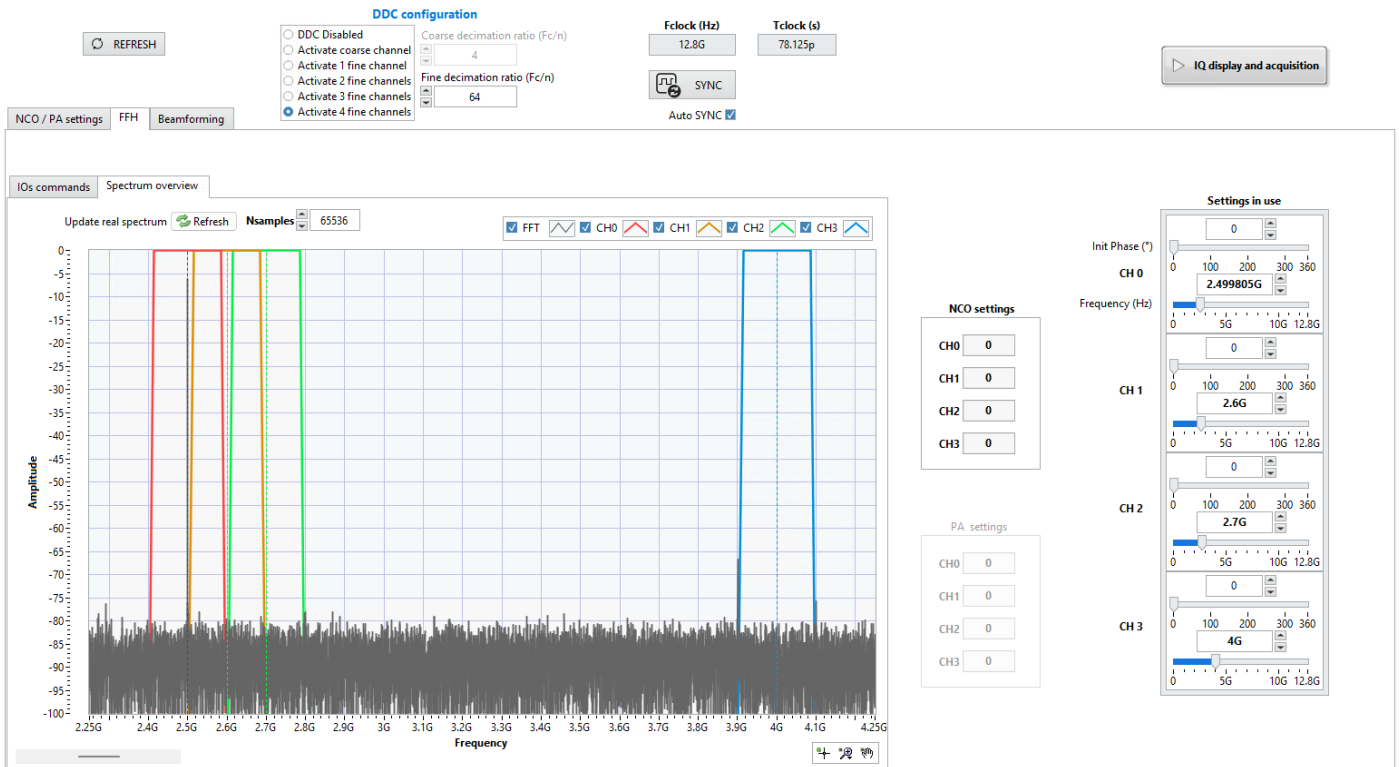 DDC configuration
REFRESH
DDC Disabled
Activate coarse channel
Activate 1 fine channel
Activate 2 fine channels
Activate 3 fine channels
Activate 4 fine channels
Coarse decimation ratio (Fc/n)
4
Fine decimation ratio (Fc/n)
64
Fclock (Hz)
12.8G
Tclock (s)
78.125p
SYNC
Auto SYNC
IQ display and acquisition
NCO / PA settings
FFH
Beamforming
IOs commands
Spectrum overview
Update real spectrum
Refresh
Nsamples
65536
FFT
CH0
CH1
CH2
CH3
Amplitude
0
-5
-10
-15
-20
-25
-30
-35
-40
-45
-50
-55
-60
-65
-70
-75
-80
-85
-90
-95
-100
2.25G 2.4G 2.5G 2.6G 2.7G 2.8G 2.9G 3G 3.1G 3.2G 3.3G 3.4G 3.5G 3.6G 3.7G 3.8G 3.9G 4G 4.1G 4.25G
Frequency
NCO settings
CH0 0
CH1 0
CH2 0
CH3 0
PA settings
CH0 0
CH1 0
CH2 0
CH3 0
Settings in use
0
Init Phase (°)
0 100 200 300 360
CH 0
2.499805G
Frequency (Hz)
0 5G 10G 12.8G
0
0 100 200 300 360
CH 1
2.6G
0 5G 10G 12.8G
0
0 100 200 300 360
CH 2
2.7G
0 5G 10G 12.8G
0
0 100 200 300 360
CH 3
4G
0 5G 10G 12.8G